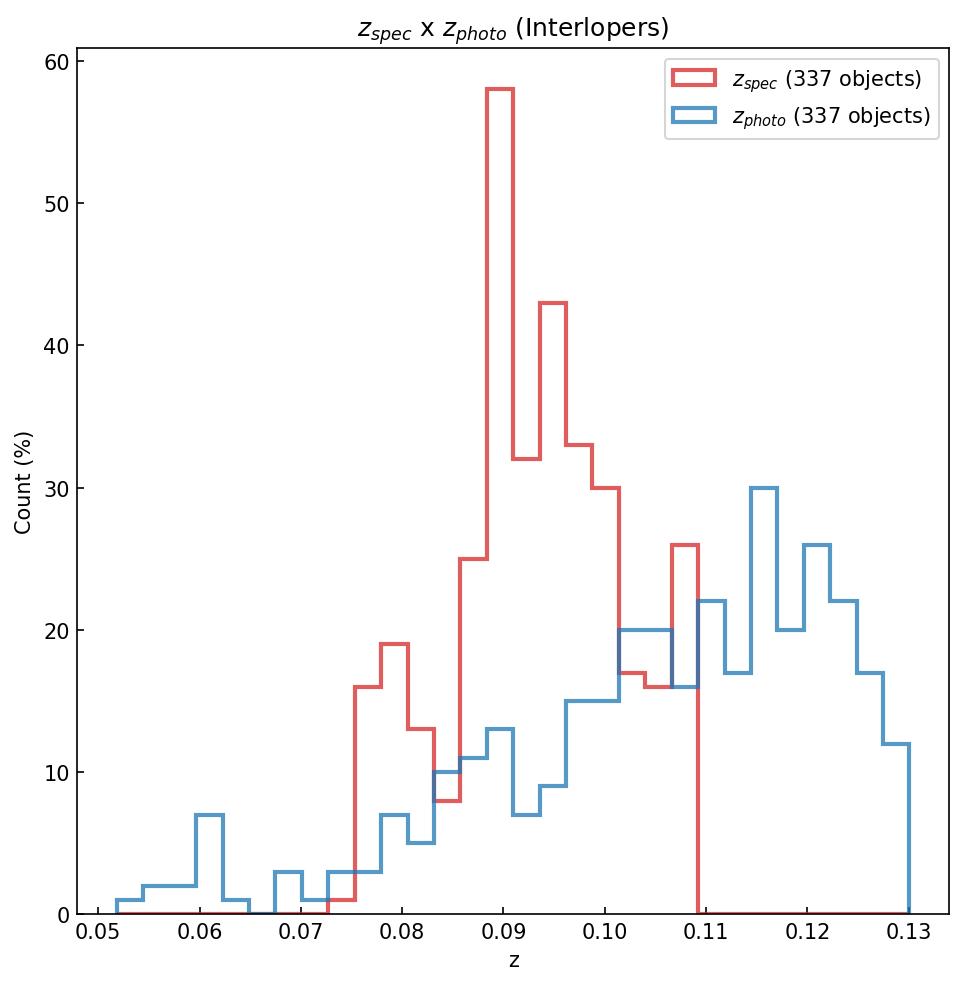 z_spec x z_photo (Interlopers)
z_spec (337 objects)
z_photo (337 objects)
Count (%)
60
50
40
30
20
10
0
0.05 0.06 0.07 0.08 0.09 0.10 0.11 0.12 0.13
z